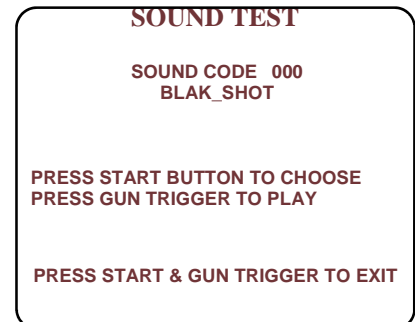 SOUND TEST
SOUND CODE 000
BLAK_SHOT
PRESS START BUTTON TO CHOOSE
PRESS GUN TRIGGER TO PLAY
PRESS START & GUN TRIGGER TO EXIT